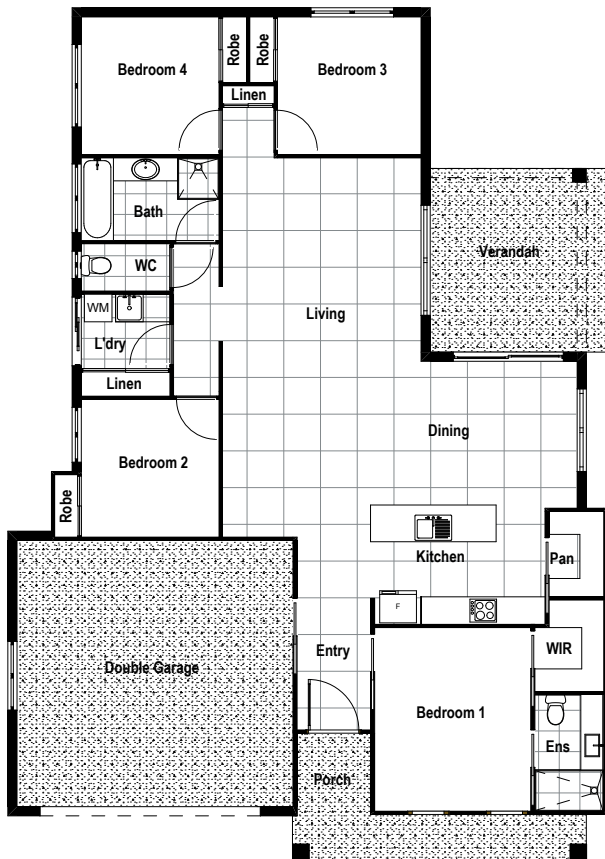 Bedroom 4
Robe
Robe
Bedroom 3
Linen
Bath
Verandah
WC
WM
Living
L'dry
Linen
Dining
Bedroom 2
Robe
Kitchen
Pan
F
Double Garage
Entry
WIR
Bedroom 1
Ens
Porch